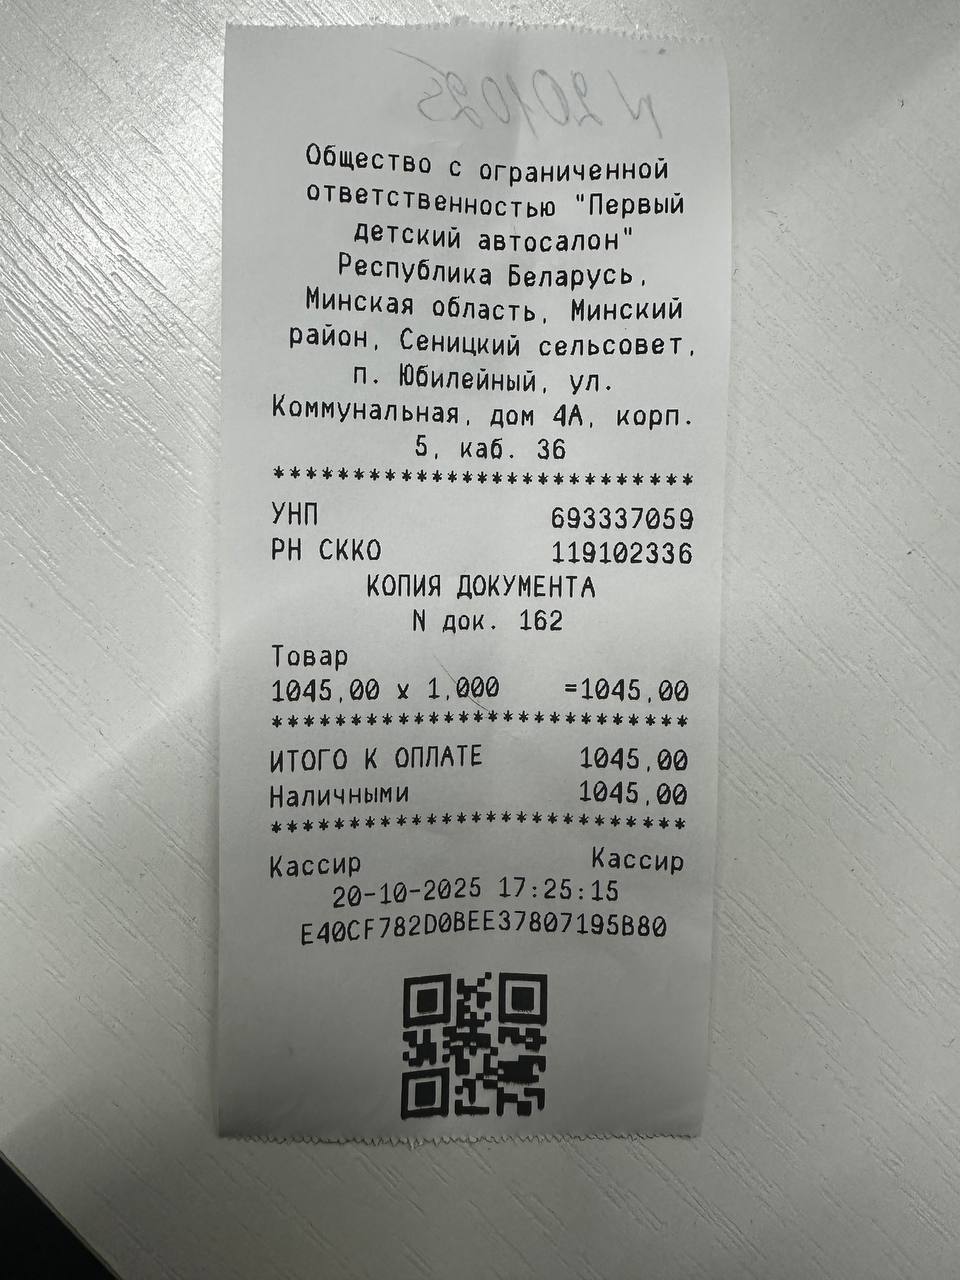 Общество с ограниченной
ответственностью "Первый
детский автосалон"
Республика Беларусь,
Минская область, Минский
район, Сеницкий сельсовет,
п. Юбилейный, ул.
Коммунальная, дом 4А, корп.
5, каб. 36
***************************
УНП 693337059
РН СККО 119102336
КОПИЯ ДОКУМЕНТА
N док. 162
Товар
1045,00 x 1,000 =1045,00
***************************
ИТОГО К ОПЛАТЕ 1045,00
Наличными 1045,00
***************************
Кассир Кассир
20-10-2025 17:25:15
E40CF782D0BEE37807195B80